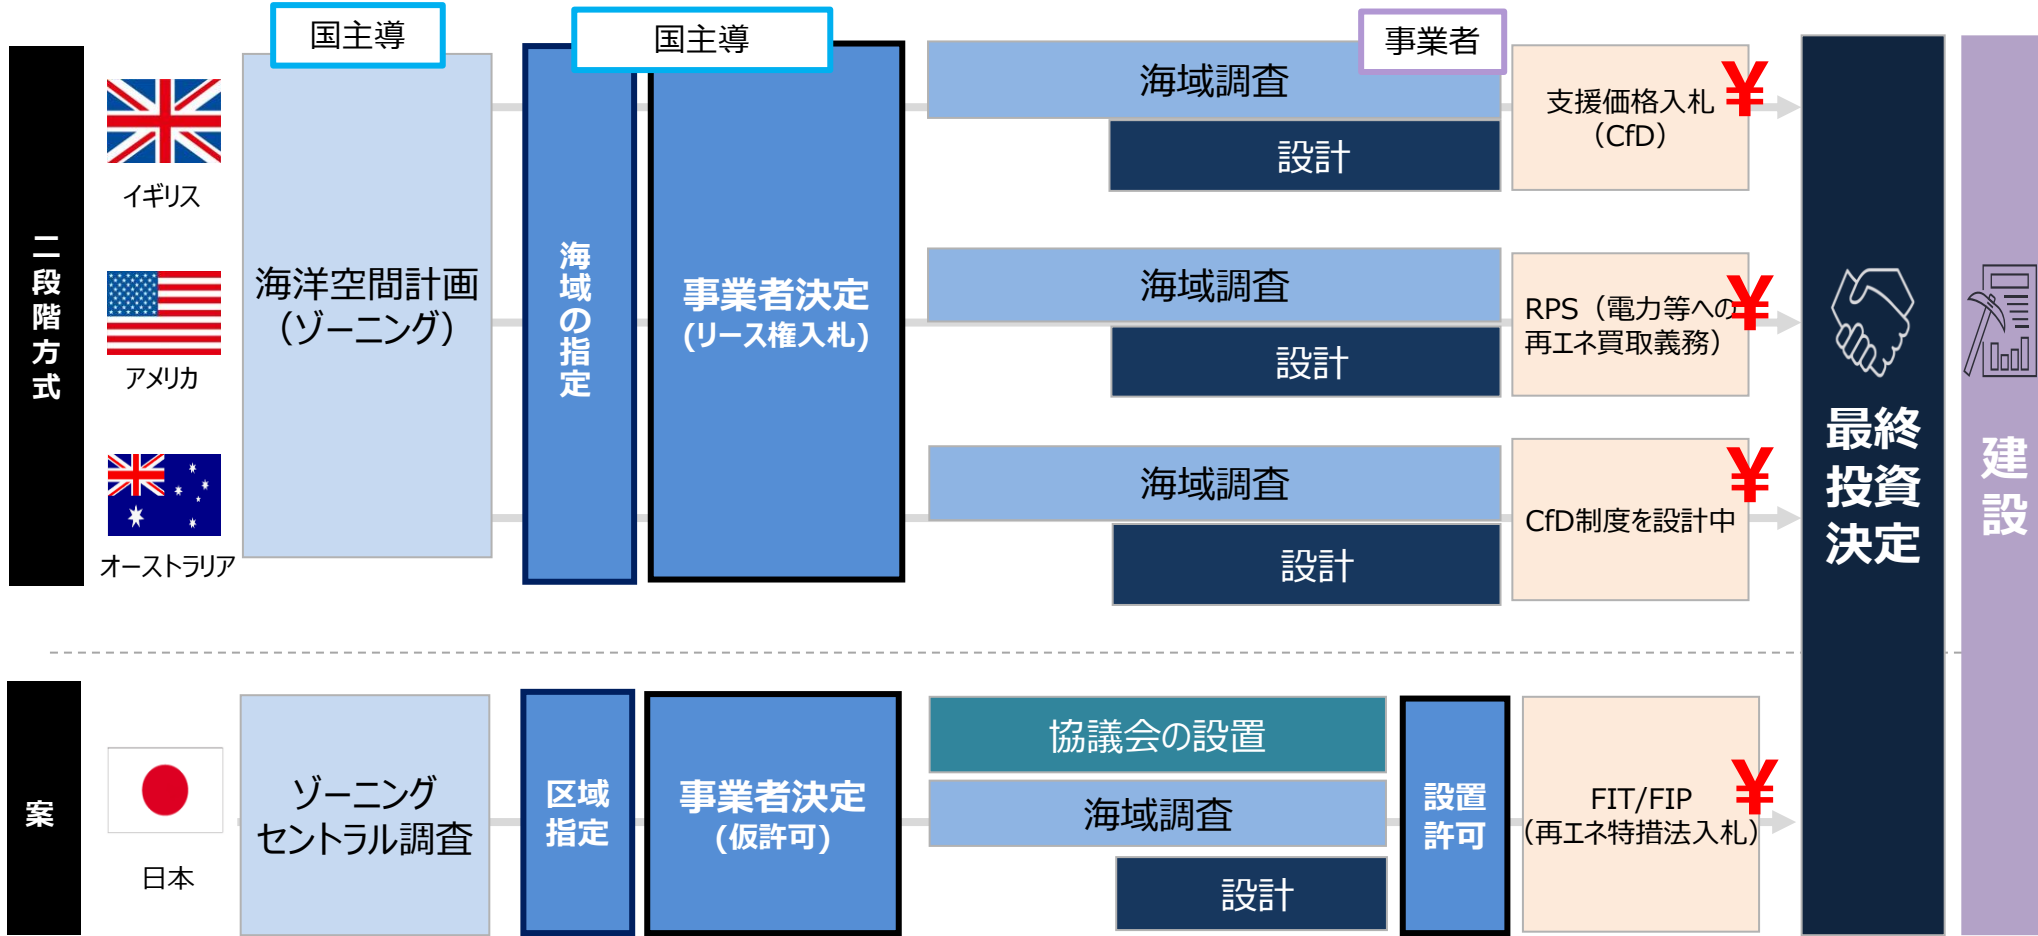 国主導
国主導
事業者
二段階方式
イギリス
アメリカ
オーストラリア
海洋空間計画
（ゾーニング）
海域の指定
事業者決定
(リース権入札)
海域調査
設計
支援価格入札
（CfD）
¥
海域調査
設計
RPS（電力等への
再エネ買取義務）
¥
海域調査
設計
CfD制度を設計中
¥
最終
投資
決定
建設
案
日本
ゾーニング
セントラル調査
区域
指定
事業者決定
(仮許可)
協議会の設置
海域調査
設計
設置
許可
FIT/FIP
（再エネ特措法入札）
¥